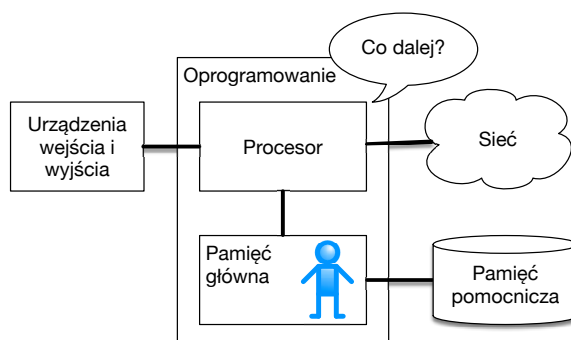 Co dalej?
Oprogramowanie
Urządzenia
wejścia i
wyjścia
Procesor
Sieć
Pamięć
główna
Pamięć
pomocnicza